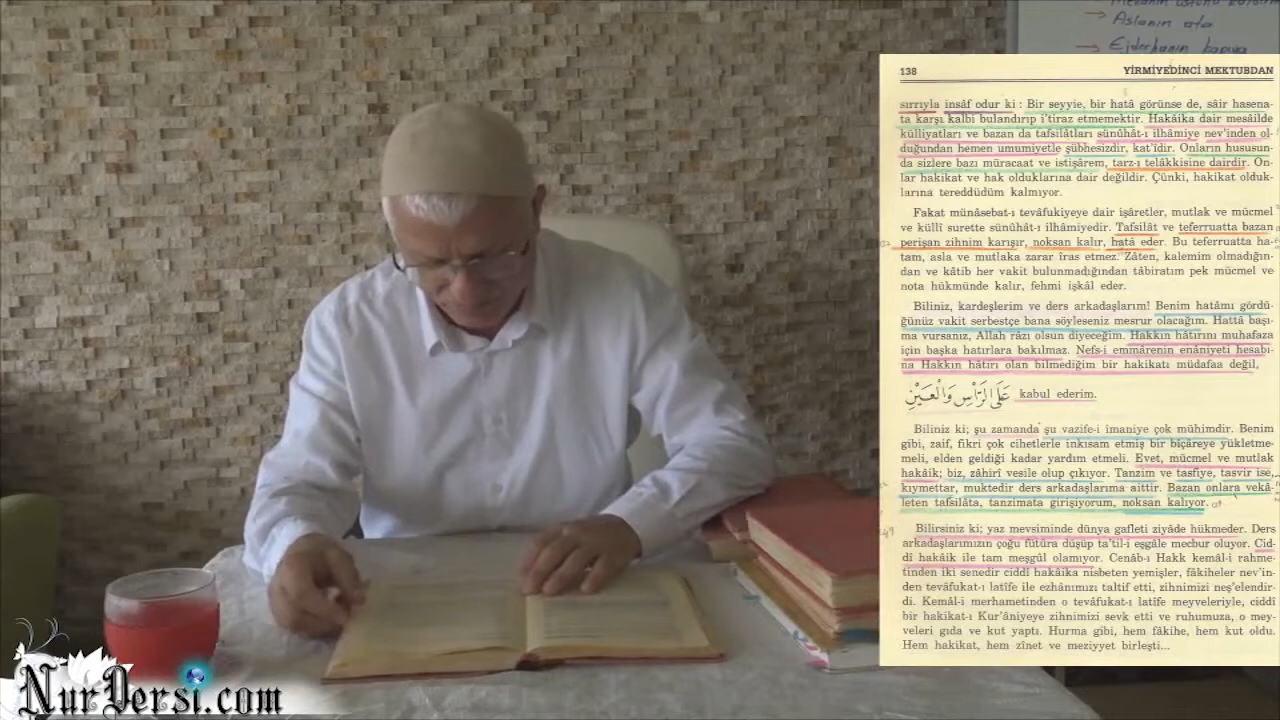 Aslanın ata
Ejderhanın
138 YİRMİYEDİNCİ MEKTUBDAN
sırrıyla insâf odur ki : Bir seyyie, bir hatâ görünse de, sâir hasena-
ta karşı kalbi bulandırıp i'tiraz etmemektir. Hakâika dair mesâilde
külliyatları ve bazan da tafsilâtları sünûhât-ı ilhâmiye nev'inden ol-
duğundan hemen umumiyetle şübhesizdir, kat'îdir. Onların hususun-
da sizlere bazı müracaat ve istişârem, tarz-ı telâkkisine dairdir. On-
lar hakikat ve hak olduklarına dair değildir. Çünki, hakikat olduk-
larına tereddüdüm kalmıyor.
Fakat münâsebat-ı tevâfukiyeye dair işâretler, mutlak ve mücmel
ve küllî surette sünûhât-ı ilhâmiyedir. Tafsilât ve teferruatta bazan
perişan zihnim karışır, noksan kalır, hatâ eder. Bu teferruatta ha-
tam, asla ve mutlaka zarar îras etmez. Zâten, kalemim olmadığın-
dan ve kâtib her vakit bulunmadığından tâbiratım pek mücmel ve
nota hükmünde kalır, fehmi işkâl eder.
Biliniz, kardeşlerim ve ders arkadaşlarım! Benim hatâmı gördü-
ğünüz vakit serbestçe bana söyleseniz mesrur olacağım. Hattâ başı-
ma vursanız, Allah râzı olsun diyeceğim. Hakkın hâtırını muhafaza
için başka hatırlara bakılmaz. Nefs-i emmârenin enâniyeti hesabı-
na Hakkın hâtırı olan bilmediğim bir hakikatı müdafaa değil,
عَلَى الرَّأْسِ وَالْعَيْنِ kabul ederim.
Biliniz ki; şu zamanda şu vazife-i îmaniye çok mühimdir. Benim
gibi, zaif, fikri çok cihetlerle inkısam etmiş bir bîçâreye yükletme-
meli, elden geldiği kadar yardım etmeli. Evet, mücmel ve mutlak
hakâik; biz, zâhirî vesile olup çıkıyor. Tanzim ve tasfiye, tasvir ise,
kıymettar, muktedir ders arkadaşlarıma aittir. Bazan onlara vekâ-
leten tafsilâta, tanzimata girişiyorum, noksan kalıyor.
Bilirsiniz ki; yaz mevsiminde dünya gafleti ziyâde hükmeder. Ders
arkadaşlarımızın çoğu fütûra düşüp ta'til-i eşgâle mecbur oluyor. Cid-
dî hakâik ile tam meşgûl olamıyor. Cenâb-ı Hakk kemâl-i rahme-
tinden iki senedir ciddî hakâika nisbeten yemişler, fâkiheler nev'in-
den tevâfukat-ı latîfe ile ezhânımızı taltif etti, zihnimizi neş'elendir-
di. Kemâl-i merhametinden o tevâfukat-ı latîfe meyveleriyle, ciddî
bir hakikat-ı Kur'âniyeye zihnimizi sevk etti ve ruhumuza, o mey-
veleri gıda ve kut yaptı. Hurma gibi, hem fâkihe, hem kut oldu.
Hem hakikat, hem zînet ve meziyyet birleşti...
NurDersi.com